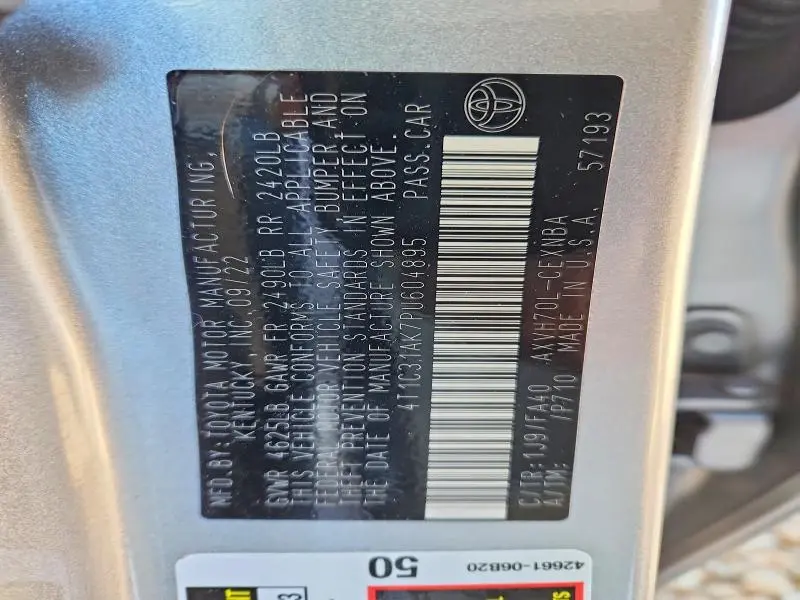 MFD.BY:TOYOTA MOTOR MANUFACTURING,
KENTUCKY, INC.09/22
GVWR 4625LB GAWR FR 2490LB RR 2420LB
THIS VEHICLE CONFORMS TO ALL APPLICABLE
FEDERAL MOTOR VEHICLE SAFETY,BUMPER,AND
THEFT PREVENTION STANDARDS IN EFFECT ON
THE DATE OF MANUFACTURE SHOWN ABOVE.
4T1C31AK7PU604895 PASS.CAR
C/TR:1J9/FA40 AXVH70L-CEXNBA
A/TM: /P710 MADE IN U.S.A. 57193
50
42661-06B20